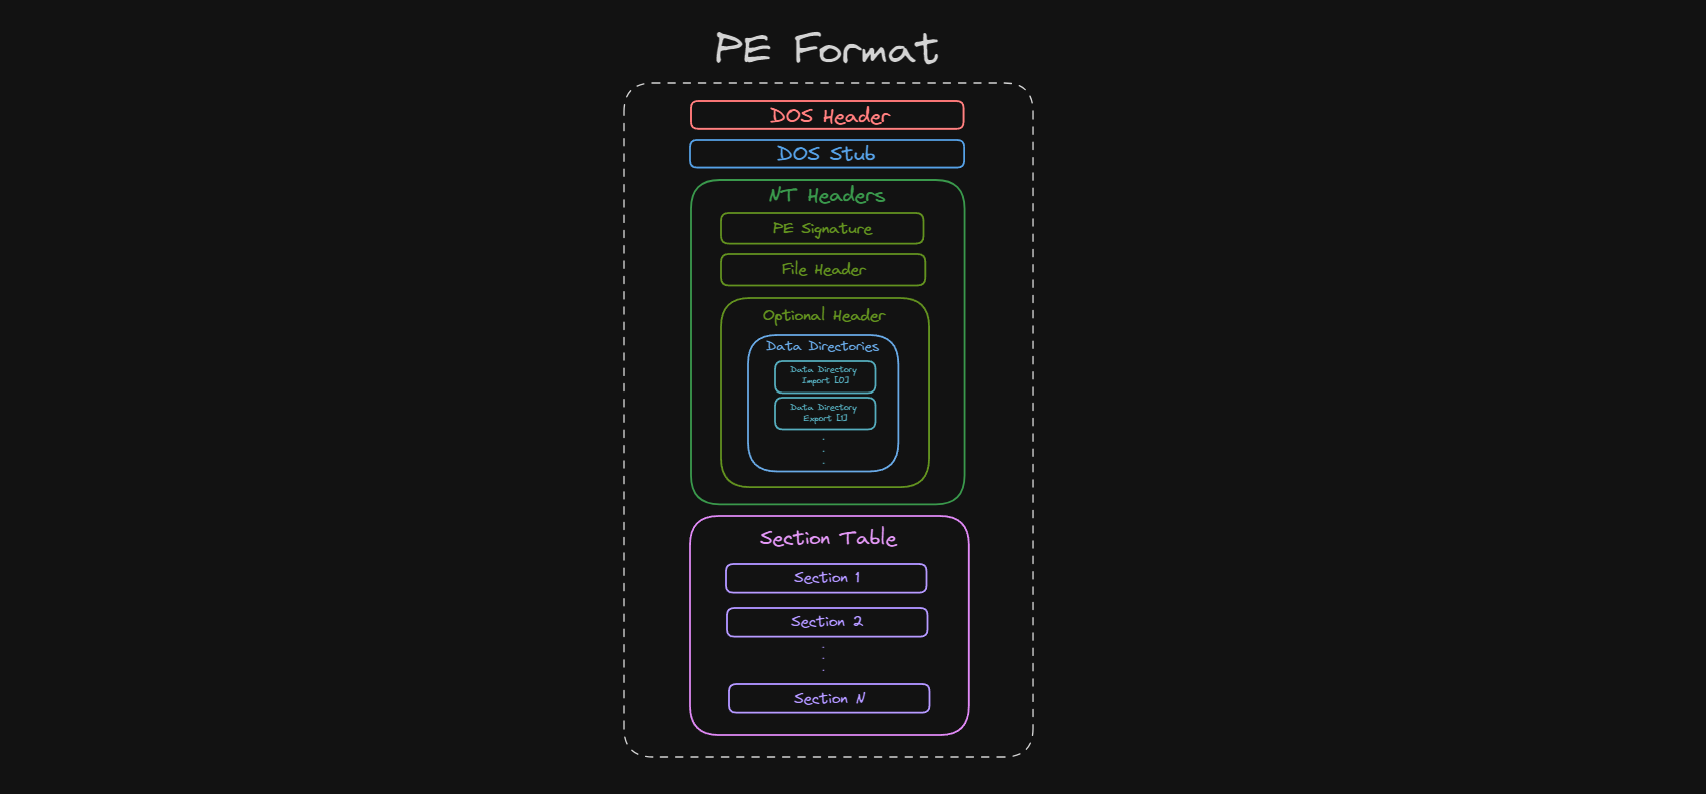 PE Format
DOS Header
DOS Stub
NT Headers
PE Signature
File Header
Optional Header
Data Directories
Data Directory
Import [0]
Data Directory
Export [1]
.
.
.
Section Table
Section 1
Section 2
.
.
.
Section N